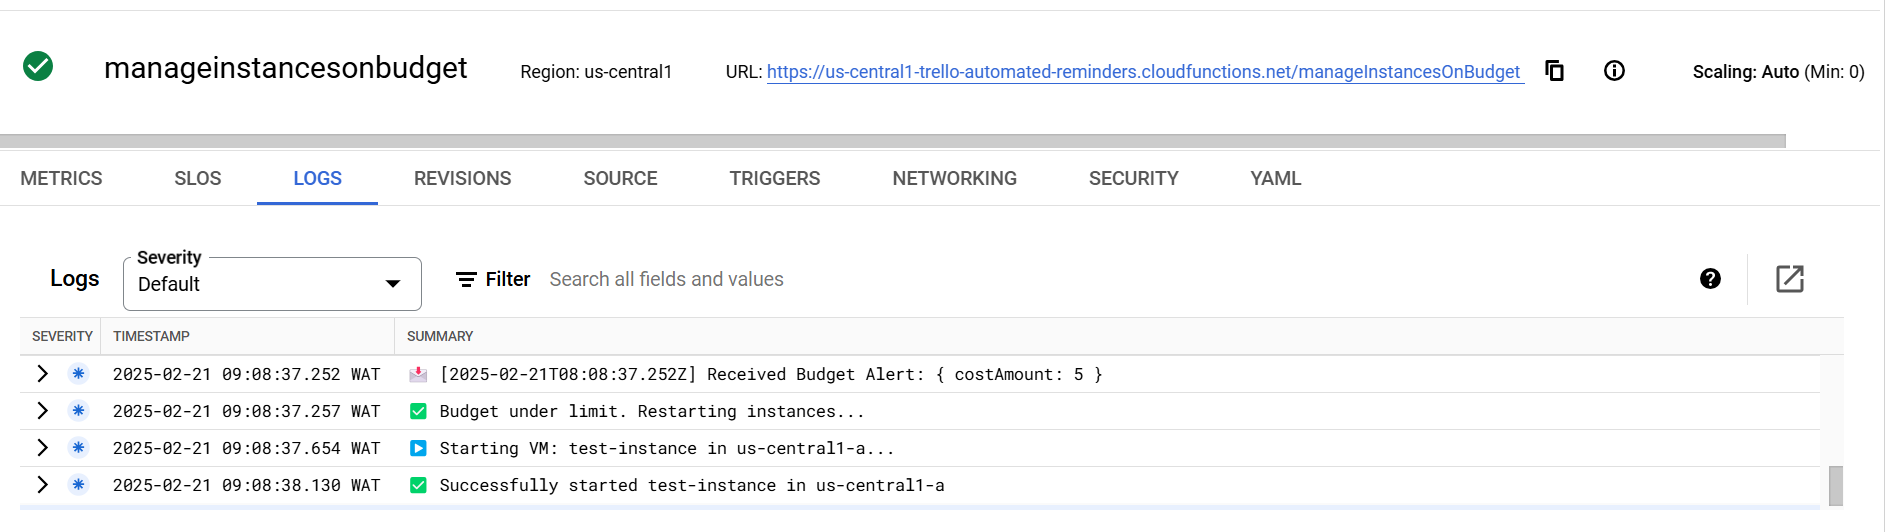 manageinstancesonbudget Region: us-central1 URL: https://us-central1-trello-automated-reminders.cloudfunctions.net/manageInstancesOnBudget Scaling: Auto (Min: 0)
METRICS SLOS LOGS REVISIONS SOURCE TRIGGERS NETWORKING SECURITY YAML
Severity
Logs Default Filter Search all fields and values
SEVERITY TIMESTAMP SUMMARY
2025-02-21 09:08:37.252 WAT [2025-02-21T08:08:37.252Z] Received Budget Alert: { costAmount: 5 }
2025-02-21 09:08:37.257 WAT Budget under limit. Restarting instances...
2025-02-21 09:08:37.654 WAT Starting VM: test-instance in us-central1-a...
2025-02-21 09:08:38.130 WAT Successfully started test-instance in us-central1-a